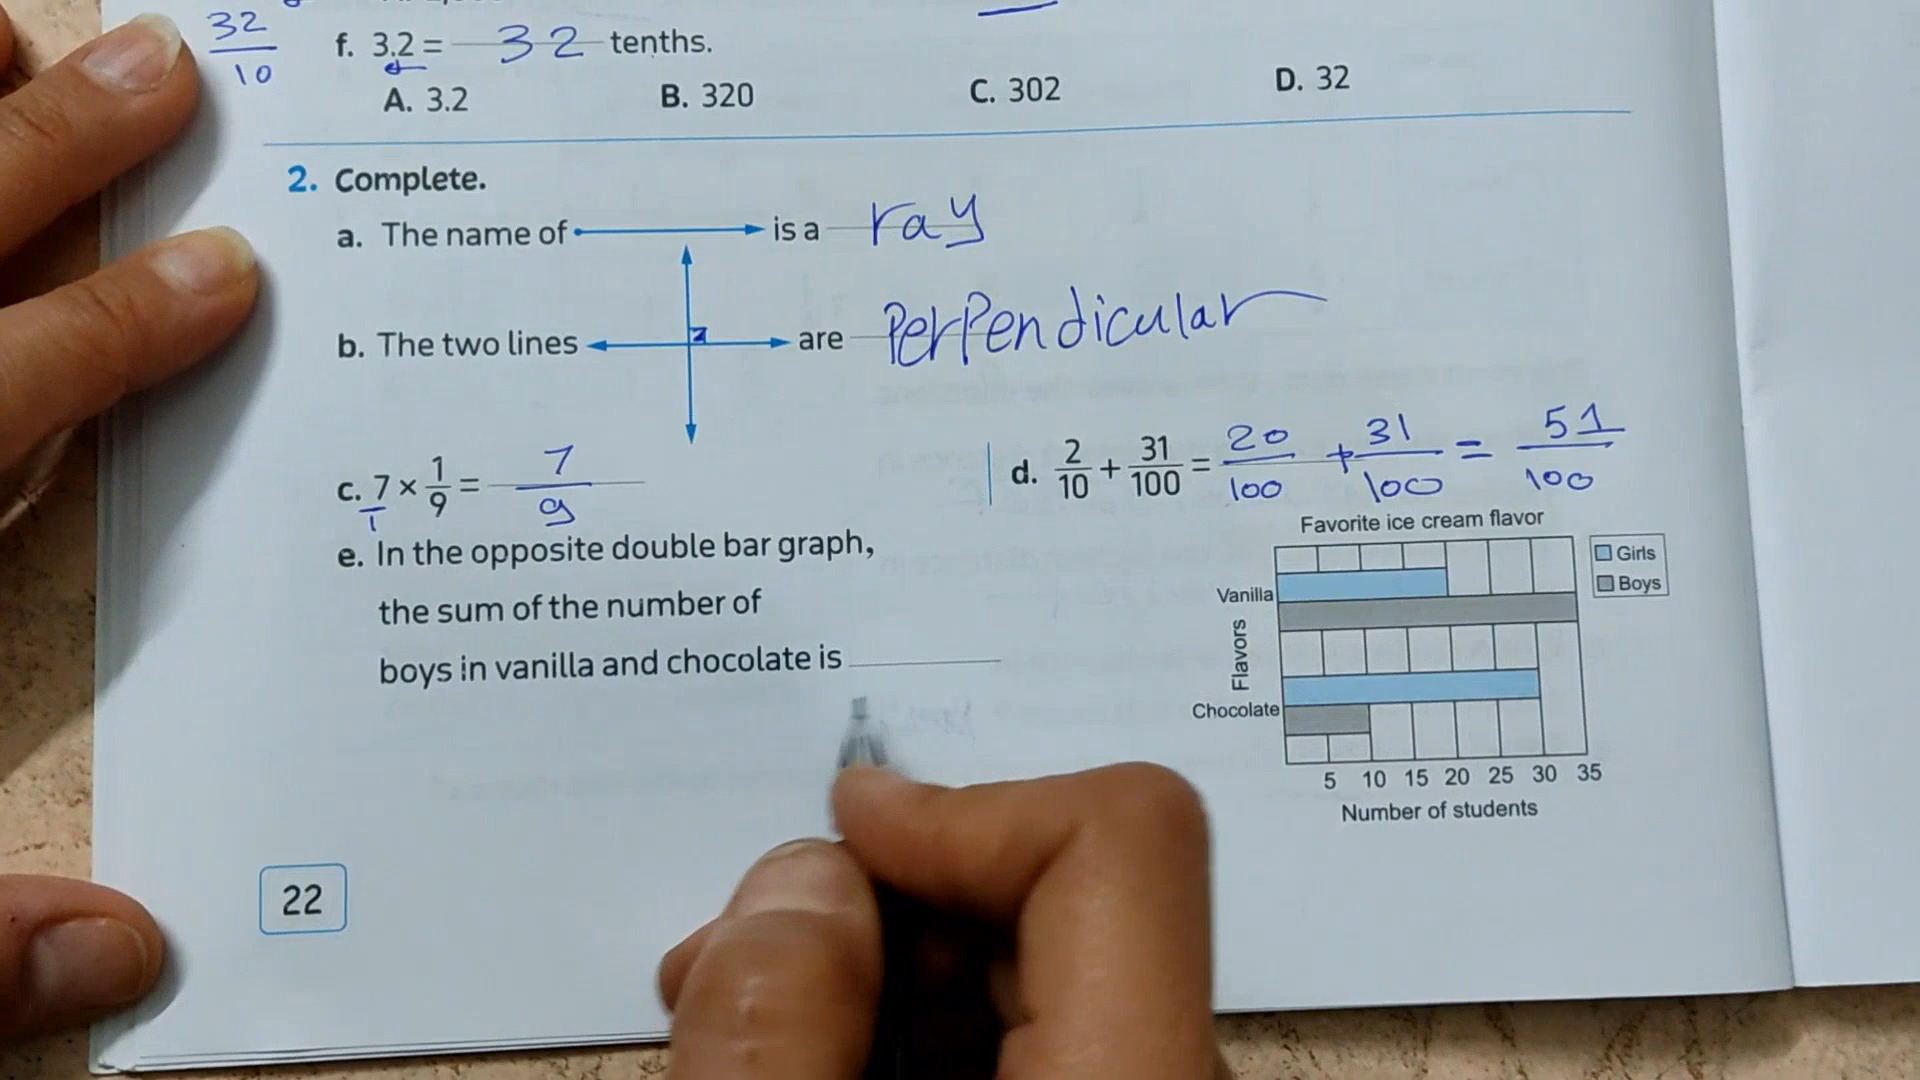 32
10
f. 3.2 = 32 tenths.
A. 3.2 B. 320 C. 302 D. 32
2. Complete.
a. The name of is a ray
b. The two lines are PerPendicular
c. 7 × 1/9 = 7/9
1
d. 2/10 + 31/100 = 20/100 + 31/100 = 51/100
e. In the opposite double bar graph,
the sum of the number of
boys in vanilla and chocolate is
Favorite ice cream flavor
Girls
Boys
Vanilla
Flavors
Chocolate
5 10 15 20 25 30 35
Number of students
22